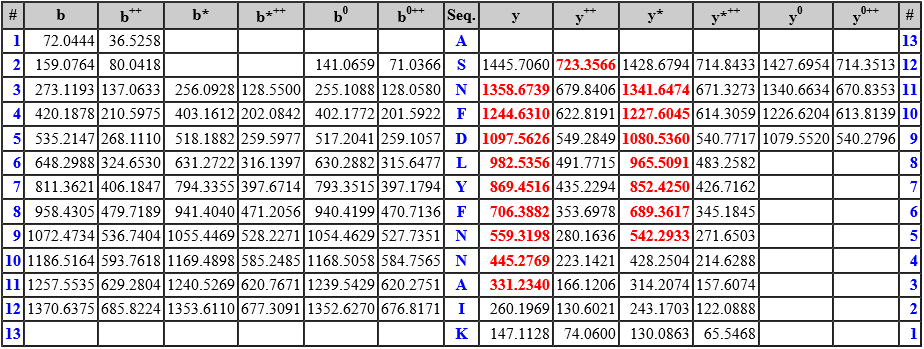 # b b++ b* b*++ b0 b0++ Seq. y y++ y* y*++ y0 y0++ #
1 72.0444 36.5258 A 13
2 159.0764 80.0418 141.0659 71.0366 S 1445.7060 723.3566 1428.6794 714.8433 1427.6954 714.3513 12
3 273.1193 137.0633 256.0928 128.5500 255.1088 128.0580 N 1358.6739 679.8406 1341.6474 671.3273 1340.6634 670.8353 11
4 420.1878 210.5975 403.1612 202.0842 402.1772 201.5922 F 1244.6310 622.8191 1227.6045 614.3059 1226.6204 613.8139 10
5 535.2147 268.1110 518.1882 259.5977 517.2041 259.1057 D 1097.5626 549.2849 1080.5360 540.7717 1079.5520 540.2796 9
6 648.2988 324.6530 631.2722 316.1397 630.2882 315.6477 L 982.5356 491.7715 965.5091 483.2582 8
7 811.3621 406.1847 794.3355 397.6714 793.3515 397.1794 Y 869.4516 435.2294 852.4250 426.7162 7
8 958.4305 479.7189 941.4040 471.2056 940.4199 470.7136 F 706.3882 353.6978 689.3617 345.1845 6
9 1072.4734 536.7404 1055.4469 528.2271 1054.4629 527.7351 N 559.3198 280.1636 542.2933 271.6503 5
10 1186.5164 593.7618 1169.4898 585.2485 1168.5058 584.7565 N 445.2769 223.1421 428.2504 214.6288 4
11 1257.5535 629.2804 1240.5269 620.7671 1239.5429 620.2751 A 331.2340 166.1206 314.2074 157.6074 3
12 1370.6375 685.8224 1353.6110 677.3091 1352.6270 676.8171 I 260.1969 130.6021 243.1703 122.0888 2
13 K 147.1128 74.0600 130.0863 65.5468 1